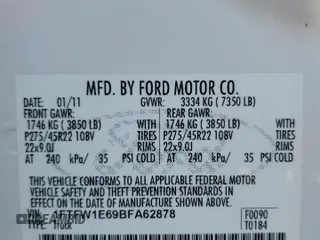 MFD. BY FORD MOTOR CO.
DATE: 01/11 GVWR: 3334 KG ( 7350 LB)
FRONT GAWR: REAR GAWR:
1746 KG ( 3850 LB) WITH 1746 KG ( 3850 LB) WITH
P275/45R22 108V TIRES P275/45R22 108V TIRES
22x9.0J RIMS 22x9.0J RIMS
AT 240 kPa/ 35 PSI COLD AT 240 kPa/ 35 PSI COLD
THIS VEHICLE CONFORMS TO ALL APPLICABLE FEDERAL MOTOR
VEHICLE SAFETY AND THEFT PREVENTION STANDARDS IN
EFFECT ON THE DATE OF MANUFACTURE SHOWN ABOVE.
VIN: 1FTFW1E69BFA62878 F0090
TYPE: Truck T0184